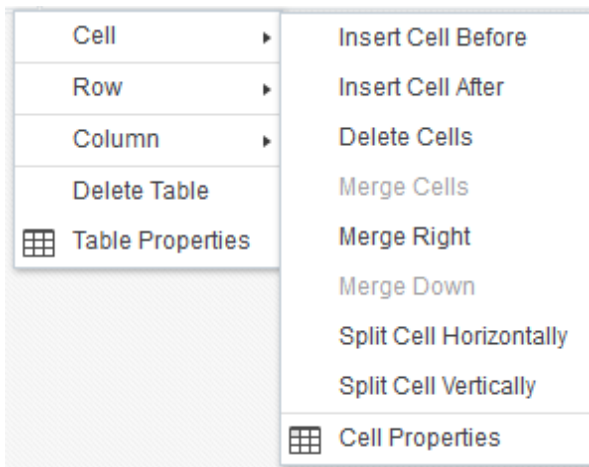 Cell
Row
Column
Delete Table
Table Properties
Insert Cell Before
Insert Cell After
Delete Cells
Merge Cells
Merge Right
Merge Down
Split Cell Horizontally
Split Cell Vertically
Cell Properties